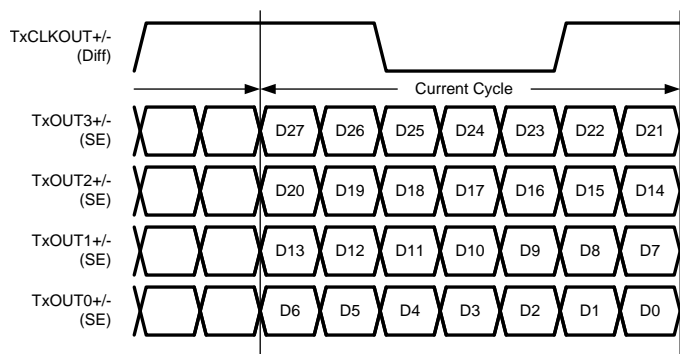 TxCLKOUT+/-
(Diff)
Current Cycle
TxOUT3+/-
(SE)
D27 D26 D25 D24 D23 D22 D21
TxOUT2+/-
(SE)
D20 D19 D18 D17 D16 D15 D14
TxOUT1+/-
(SE)
D13 D12 D11 D10 D9 D8 D7
TxOUT0+/-
(SE)
D6 D5 D4 D3 D2 D1 D0